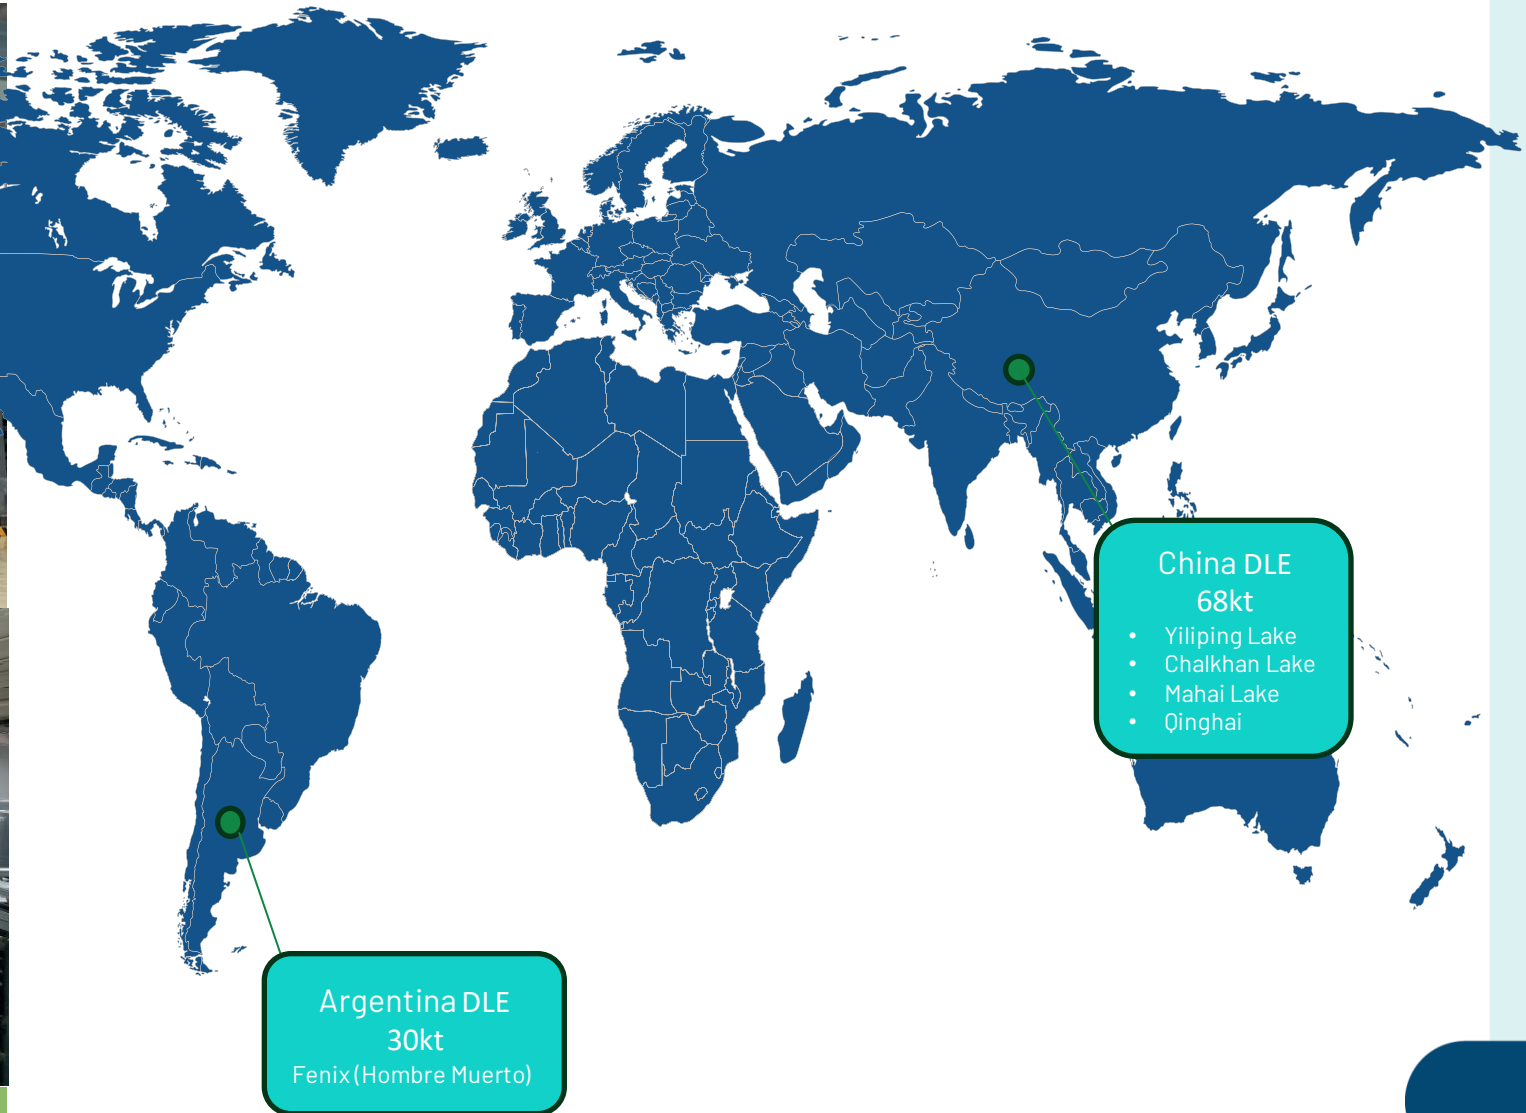 China DLE
68kt
• Yiliping Lake
• Chalkhan Lake
• Mahai Lake
• Qinghai
Argentina DLE
30kt
Fenix (Hombre Muerto)